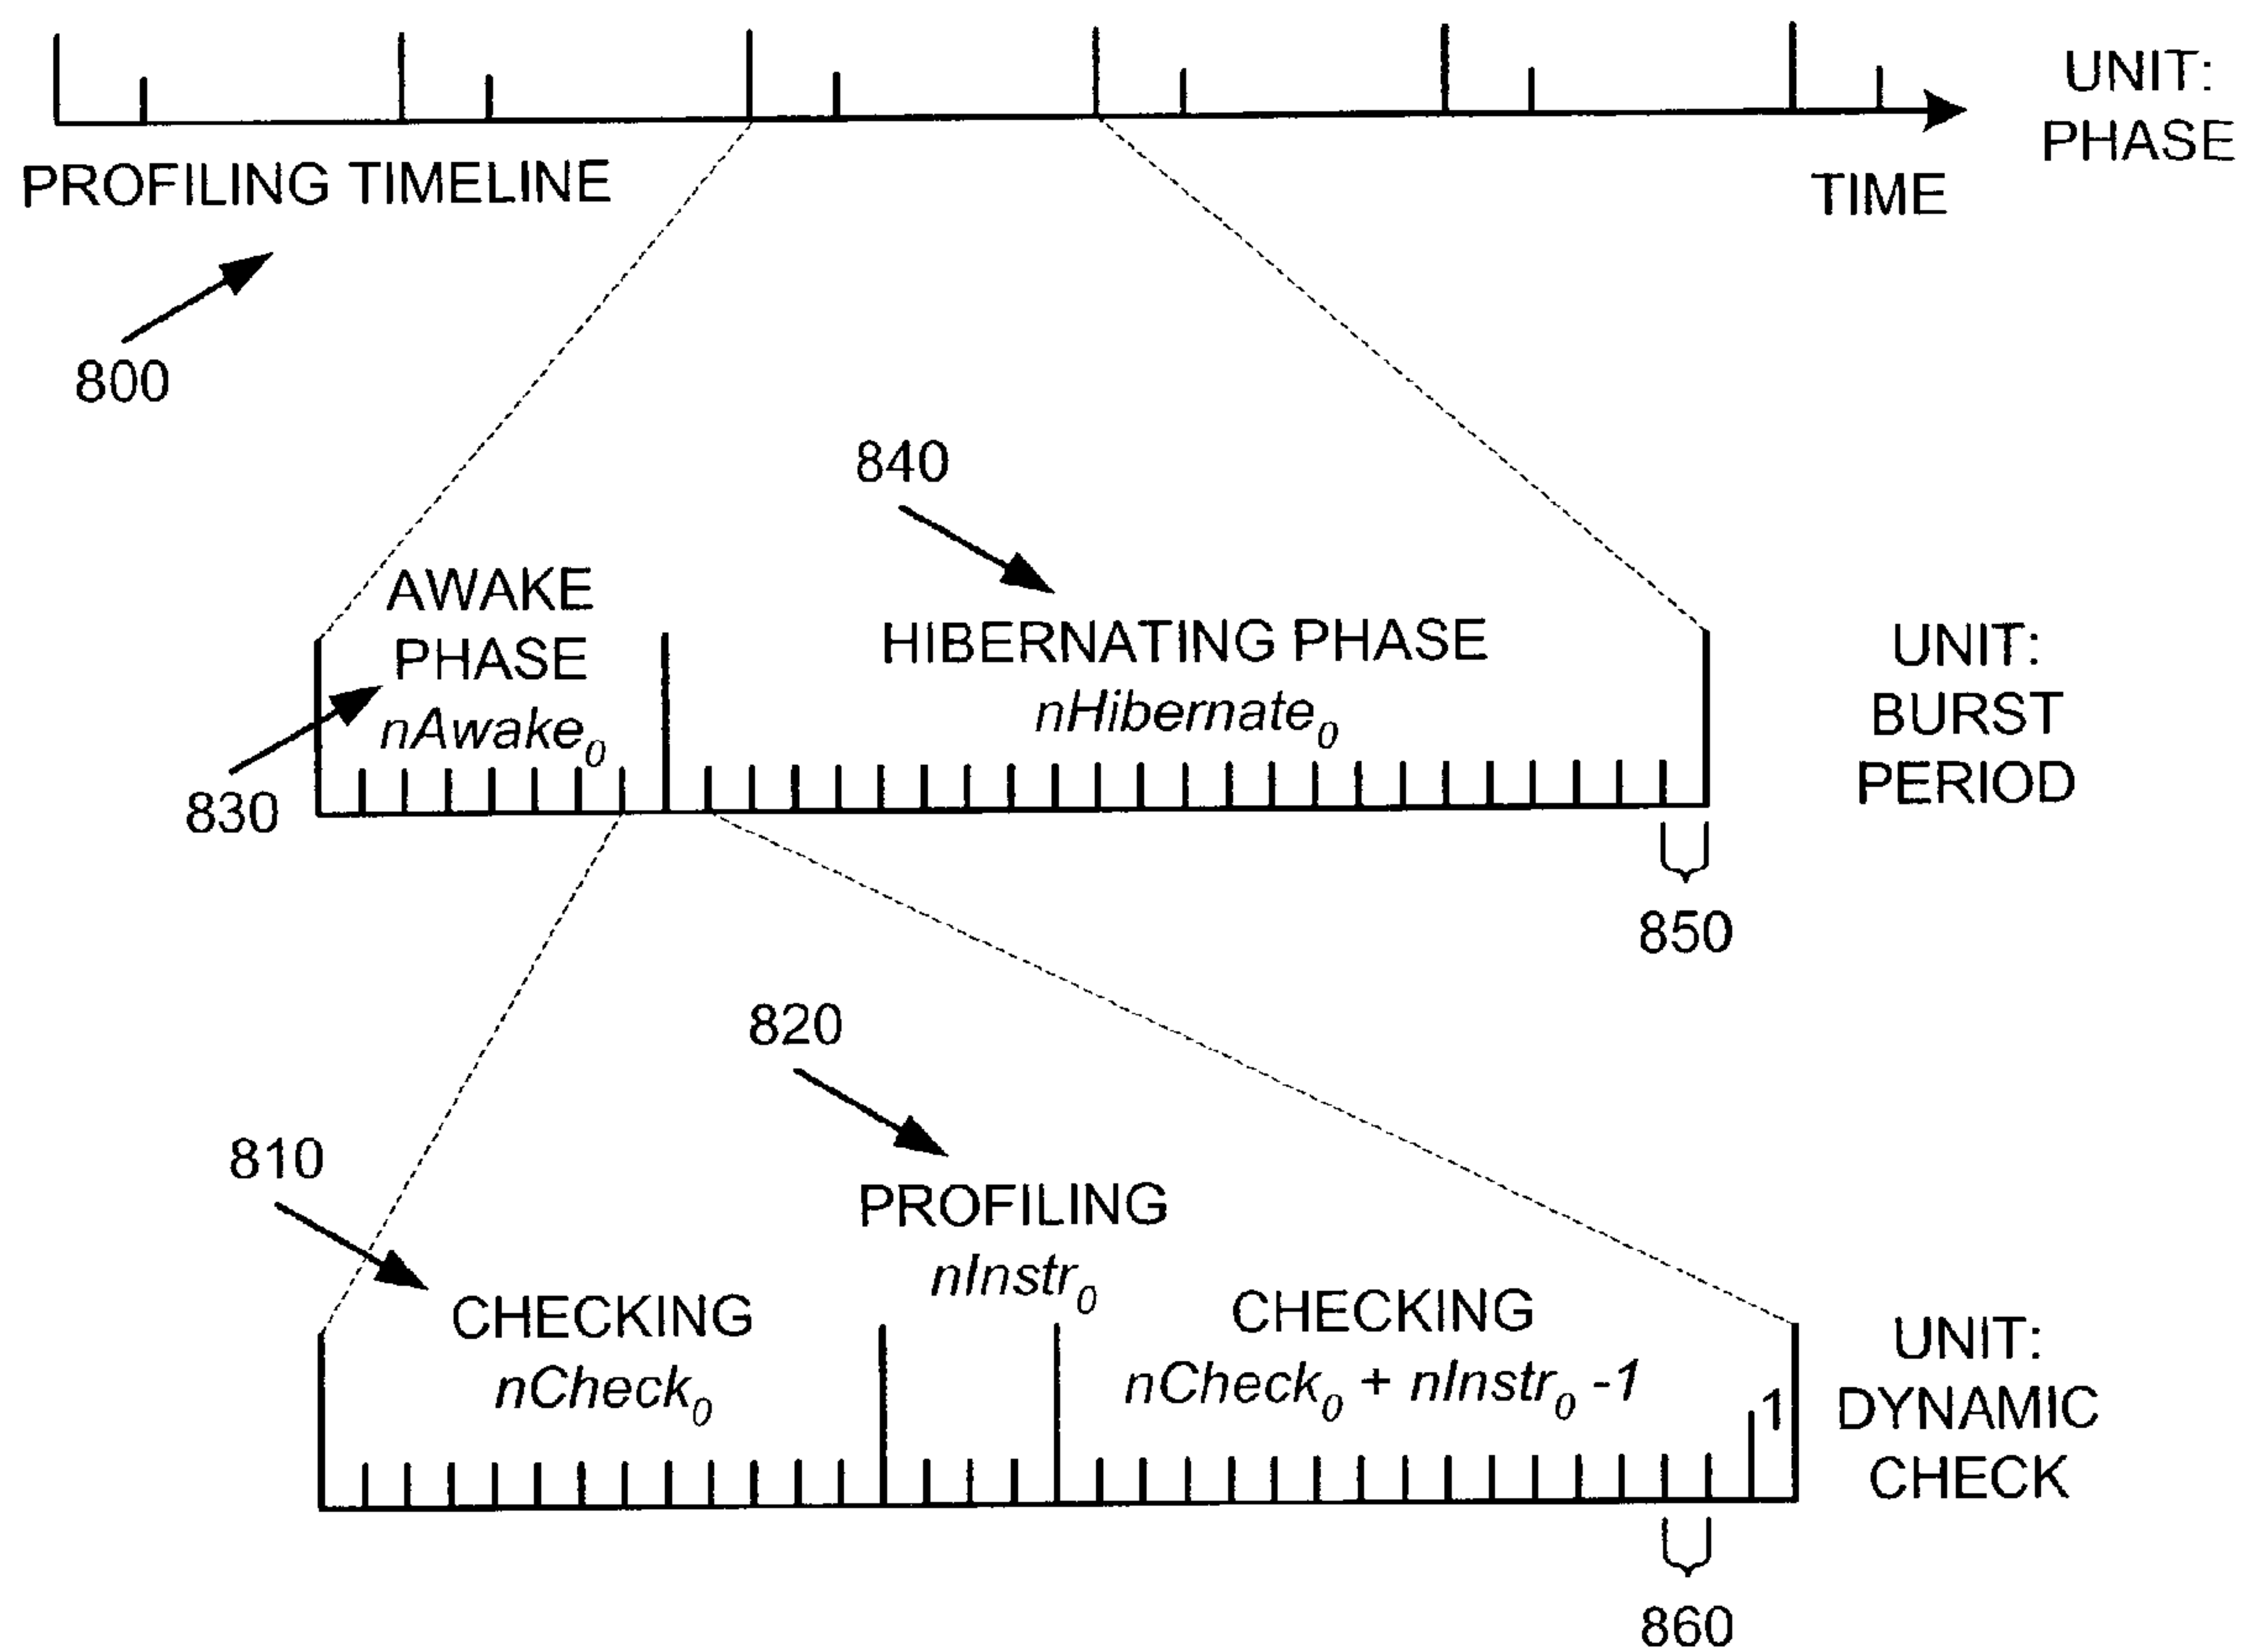 UNIT:
PHASE
PROFILING TIMELINE
TIME
800
840
AWAKE
PHASE
nAwake0
HIBERNATING PHASE
nHibernate0
UNIT:
BURST
PERIOD
830
850
820
810
PROFILING
nInstr0
CHECKING
nCheck0
CHECKING
nCheck0 + nInstr0 -1
1
UNIT:
DYNAMIC
CHECK
860